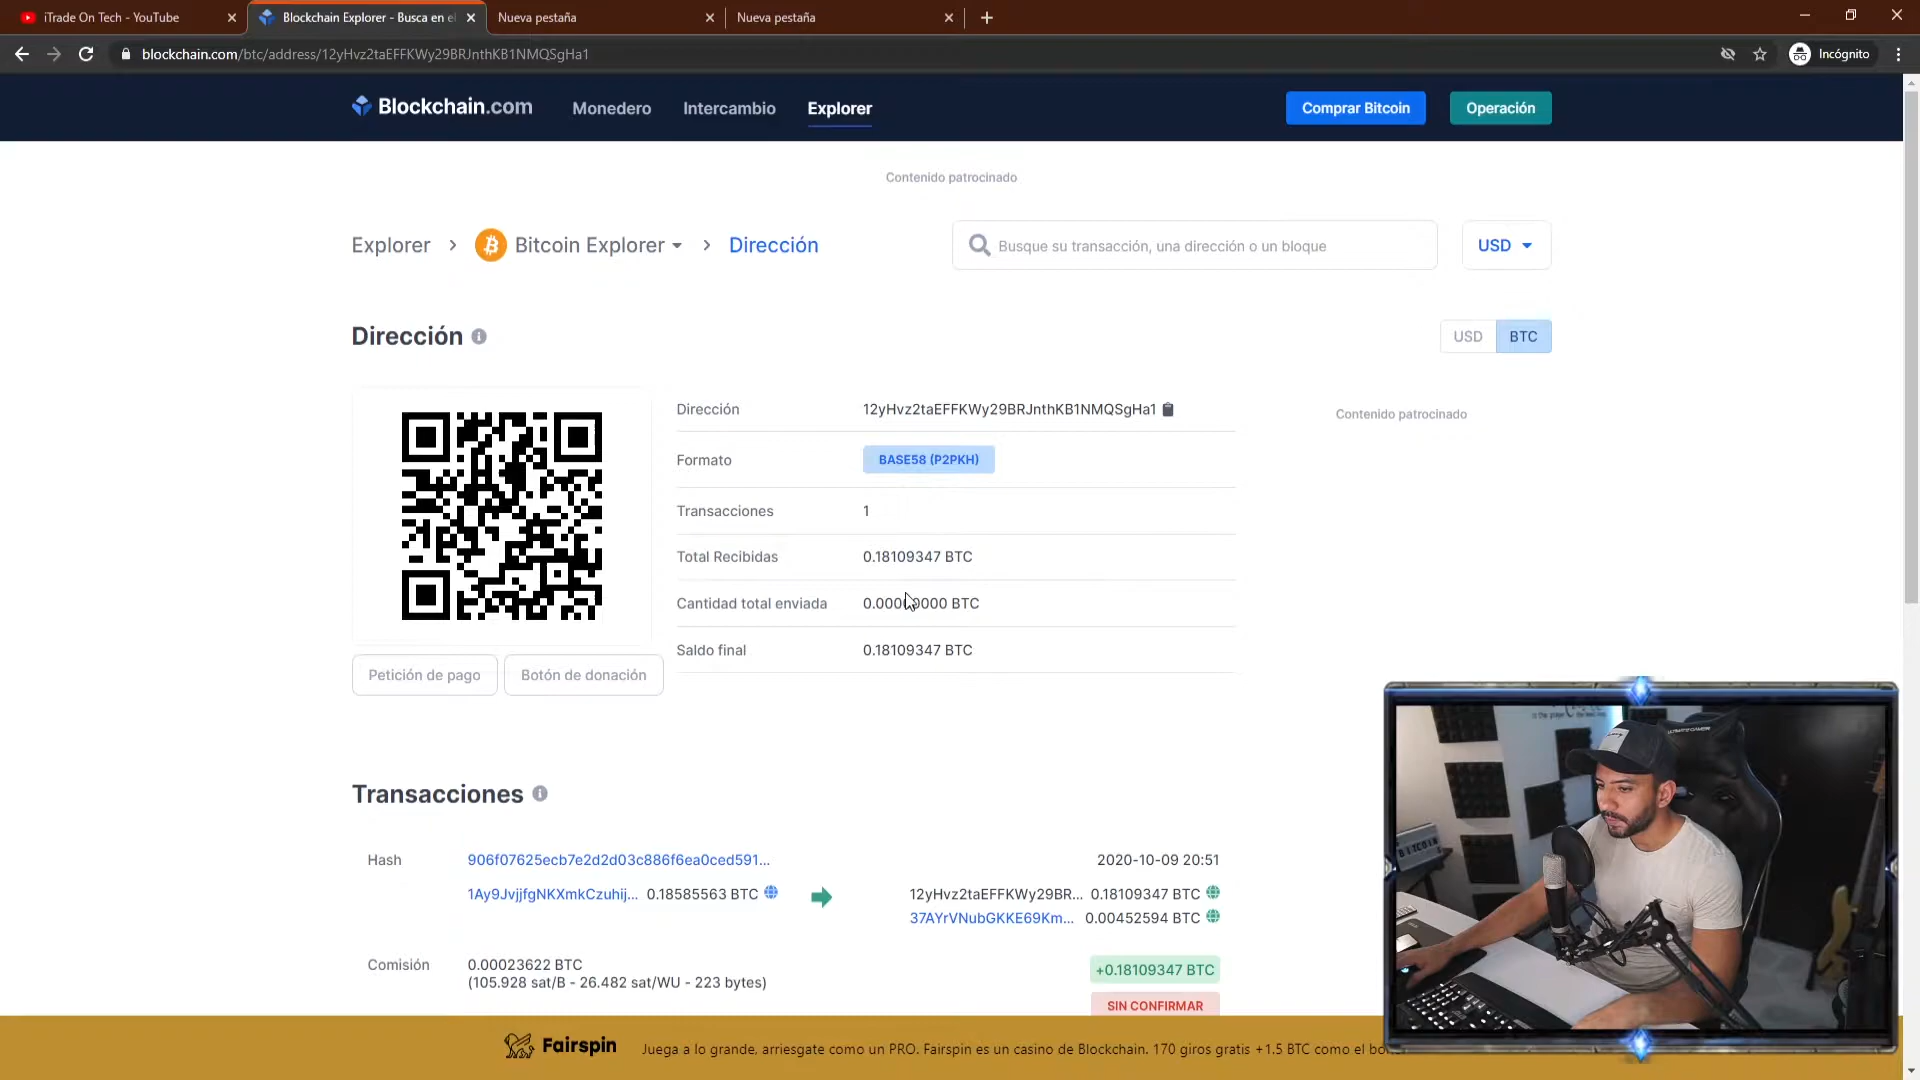 iTrade On Tech - YouTube
Blockchain Explorer - Busca en el
Nueva pestaña
Nueva pestaña
blockchain.com/btc/address/12yHvz2taEFFKWy29BRJnthKB1NMQSgHa1
Incógnito
Blockchain.com
Monedero
Intercambio
Explorer
Comprar Bitcoin
Operación
Contenido patrocinado
Explorer > Bitcoin Explorer > Dirección
Busque su transacción, una dirección o un bloque
USD
Dirección
USD BTC
Dirección 12yHvz2taEFFKWy29BRJnthKB1NMQSgHa1
Contenido patrocinado
Formato BASE58 (P2PKH)
Transacciones 1
Total Recibidas 0.18109347 BTC
Cantidad total enviada 0.00000000 BTC
Saldo final 0.18109347 BTC
Petición de pago
Botón de donación
Transacciones
Hash 906f07625ecb7e2d2d03c886f6ea0ced591... 2020-10-09 20:51
1Ay9JvjjfgNKXmkCzuhij... 0.18585563 BTC 12yHvz2taEFFKWy29BR... 0.18109347 BTC
37AYrVNubGKKE69Km... 0.00452594 BTC
Comisión 0.00023622 BTC
(105.928 sat/B - 26.482 sat/WU - 223 bytes)
+0.18109347 BTC
SIN CONFIRMAR
Fairspin
Juega a lo grande, arriesgate como un PRO. Fairspin es un casino de Blockchain. 170 giros gratis +1.5 BTC como el
BITCOIN